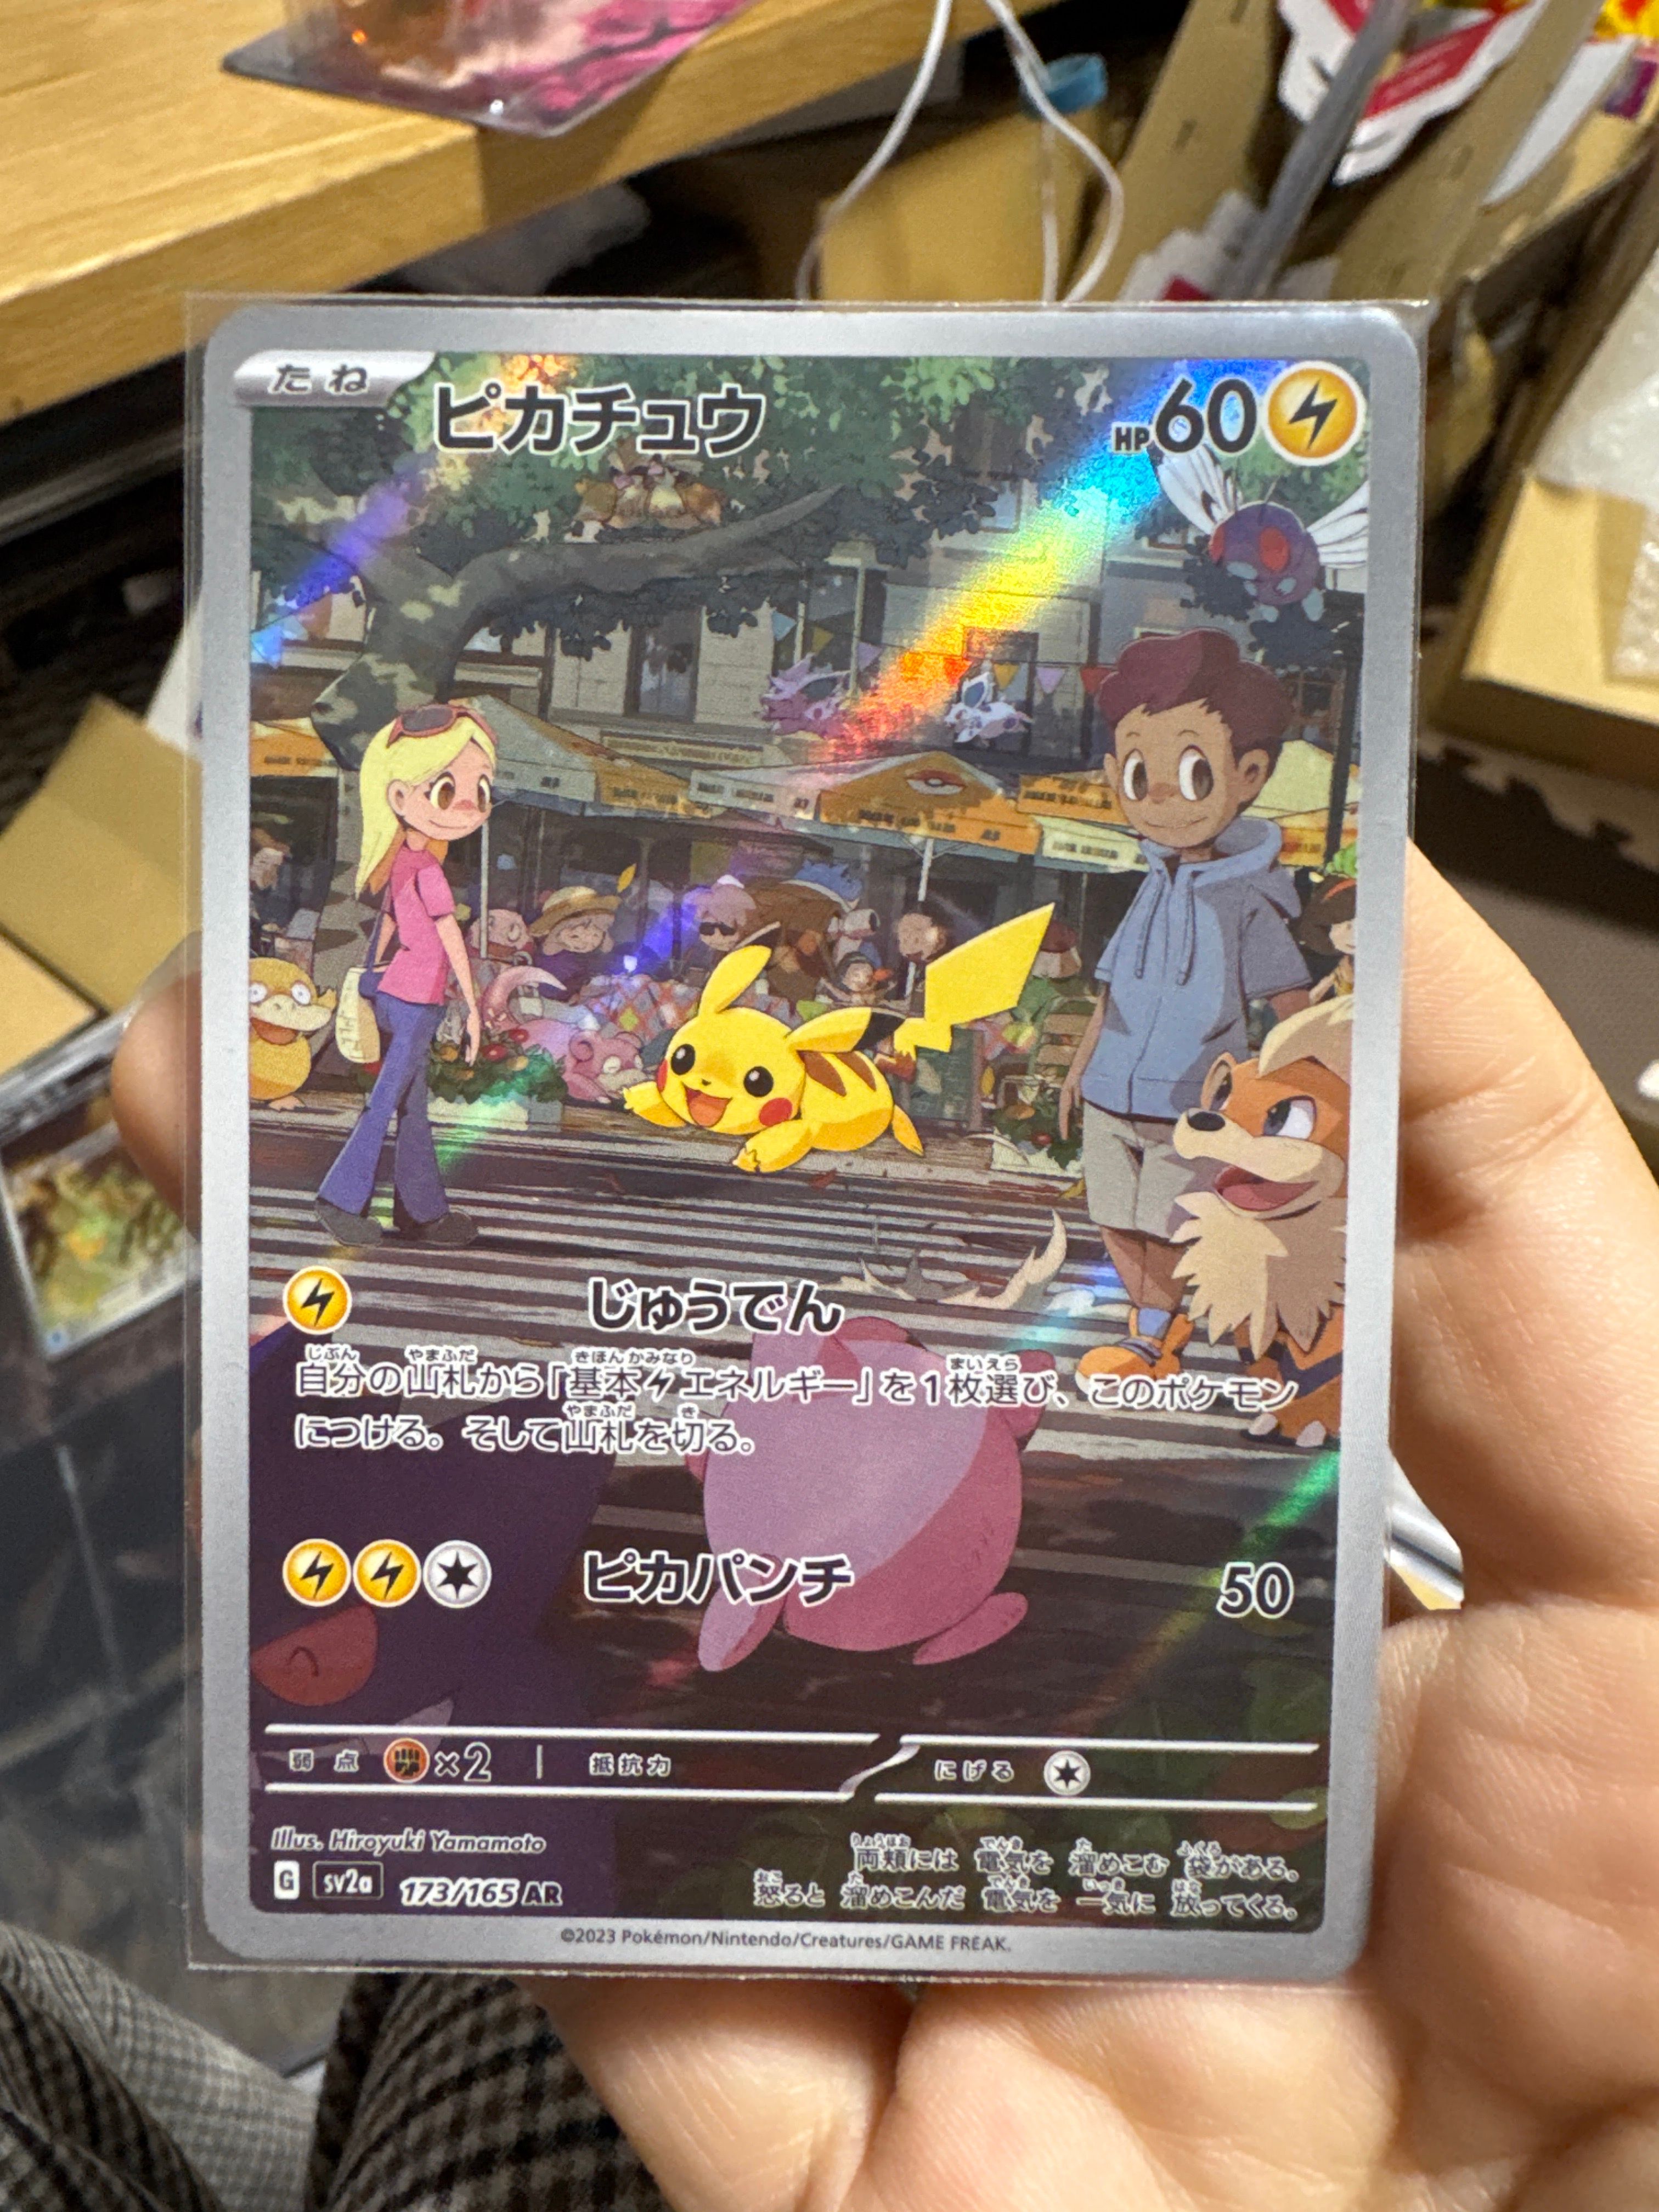 たね
ピカチュウ
HP60
じゅうでん
自分の山札から「基本エネルギー」を1枚選び、このポケモン
につける。そして山札を切る。
ピカパンチ 50
弱点 ×2 抵抗力 にげる
Illus. Hiroyuki Yamamoto
G sv2a 173/165 AR
両頬には 電気を 溜めこむ 袋がある。
怒ると 溜めこんだ 電気を 一気に 放ってくる。
©2023 Pokémon/Nintendo/Creatures/GAME FREAK.